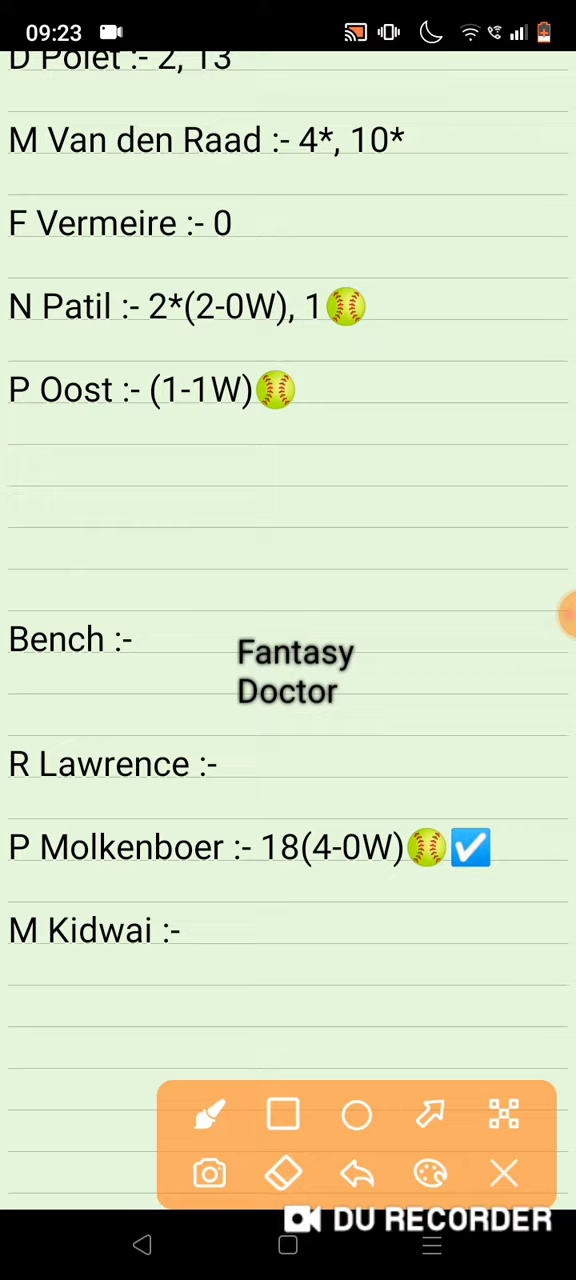 09:23
D Polet :- 2, 13
M Van den Raad :- 4*, 10*
F Vermeire :- 0
N Patil :- 2*(2-0W), 1🥎
P Oost :- (1-1W)🥎
Bench :-
Fantasy
Doctor
R Lawrence :-
P Molkenboer :- 18(4-0W)🥎☑️
M Kidwai :-
DU RECORDER